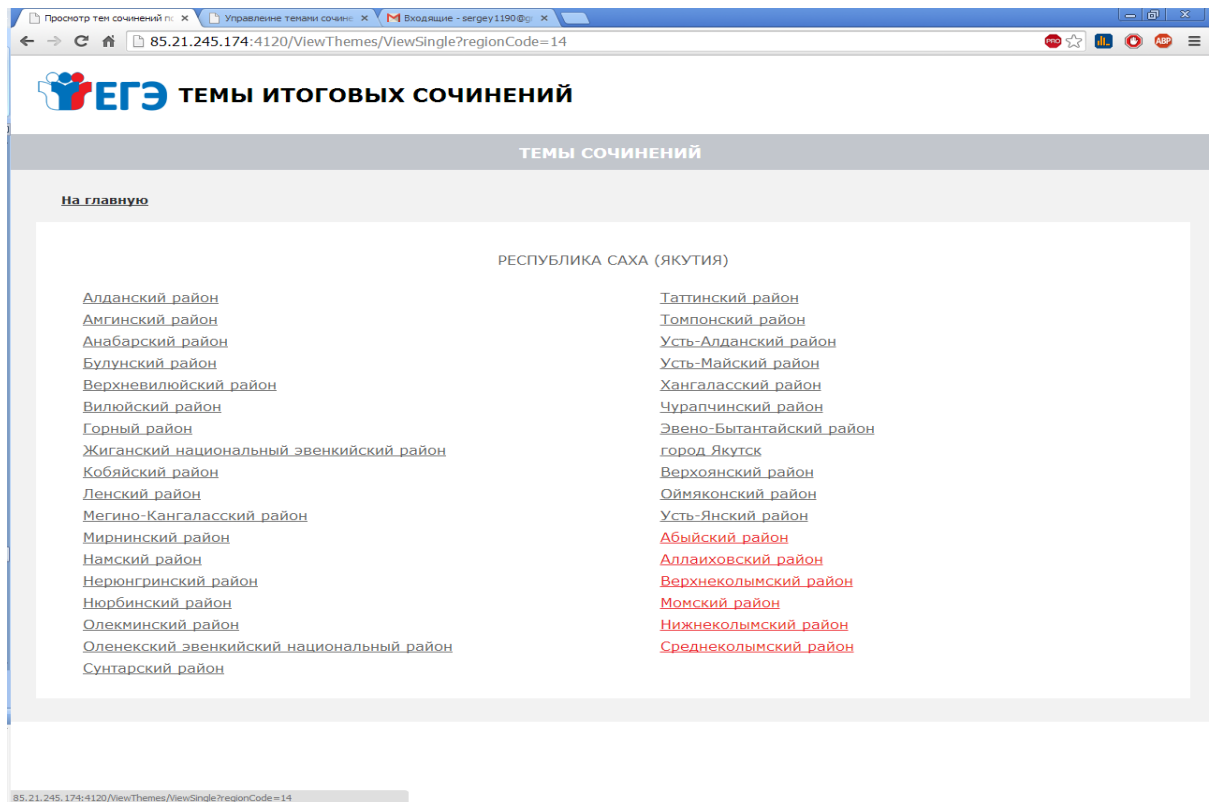 Просмотр тем сочинений по
Управлеине темами сочине
Входящие - sergey1190@g
85.21.245.174:4120/ViewThemes/ViewSingle?regionCode=14
PRO
ABP
ЕГЭ ТЕМЫ ИТОГОВЫХ СОЧИНЕНИЙ
ТЕМЫ СОЧИНЕНИЙ
На главную
РЕСПУБЛИКА САХА (ЯКУТИЯ)
Алданский район
Амгинский район
Анабарский район
Булунский район
Верхневилюйский район
Вилюйский район
Горный район
Жиганский национальный эвенкийский район
Кобяйский район
Ленский район
Мегино-Кангаласский район
Мирнинский район
Намский район
Нерюнгринский район
Нюрбинский район
Олекминский район
Оленекский эвенкийский национальный район
Сунтарский район
Таттинский район
Томпонский район
Усть-Алданский район
Усть-Майский район
Хангаласский район
Чурапчинский район
Эвено-Бытантайский район
город Якутск
Верхоянский район
Оймяконский район
Усть-Янский район
Абыйский район
Аллаиховский район
Верхнеколымский район
Момский район
Нижнеколымский район
Среднеколымский район
85.21.245.174:4120/ViewThemes/ViewSingle?regionCode=14